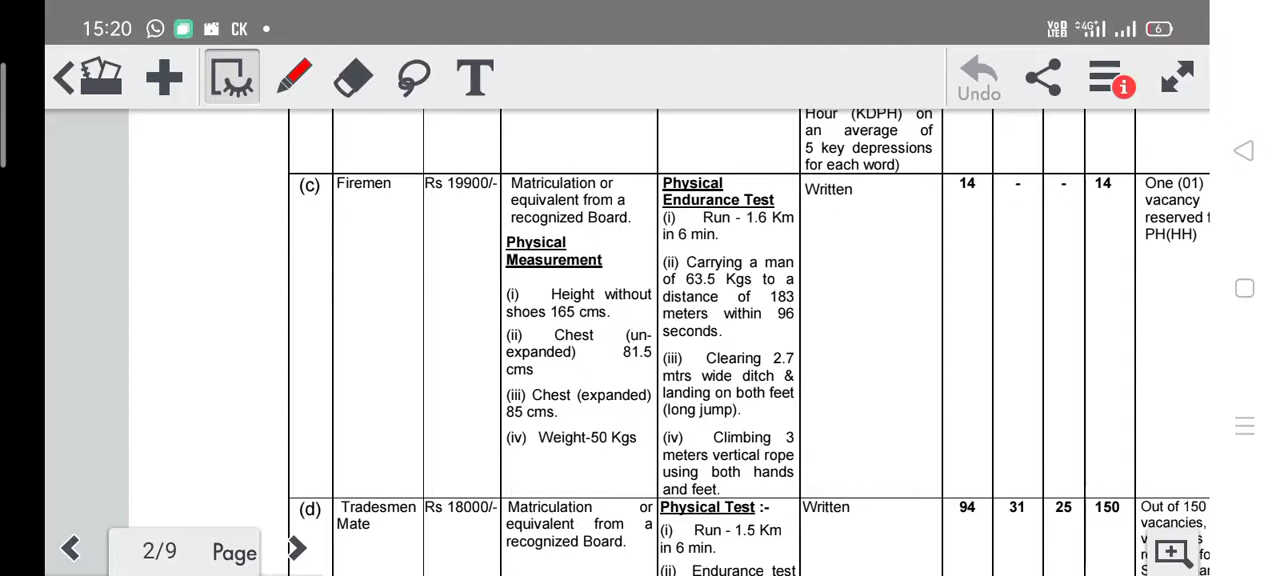 15:20 CK VoD LTE 4G 6
T Undo i
Hour (KDPH) on
an average of
5 key depressions
for each word)
(c)
Firemen
Rs 19900/-
Matriculation or
equivalent from a
recognized Board.
Physical
Measurement
(i) Height without
shoes 165 cms.
(ii) Chest (un-
expanded) 81.5
cms
(iii) Chest (expanded)
85 cms.
(iv) Weight-50 Kgs
Physical
Endurance Test
(i) Run - 1.6 Km
in 6 min.
(ii) Carrying a man
of 63.5 Kgs to a
distance of 183
meters within 96
seconds.
(iii) Clearing 2.7
mtrs wide ditch &
landing on both feet
(long jump).
(iv) Climbing 3
meters vertical rope
using both hands
and feet.
Written
14
-
-
14
One (01)
vacancy
reserved
PH(HH)
(d)
Tradesmen
Mate
Rs 18000/-
Matriculation or
equivalent from a
recognized Board.
Physical Test :-
(i) Run - 1.5 Km
in 6 min.
(ii) Endurance test
Written
94
31
25
150
Out of 150
vacancies,
2/9 Page